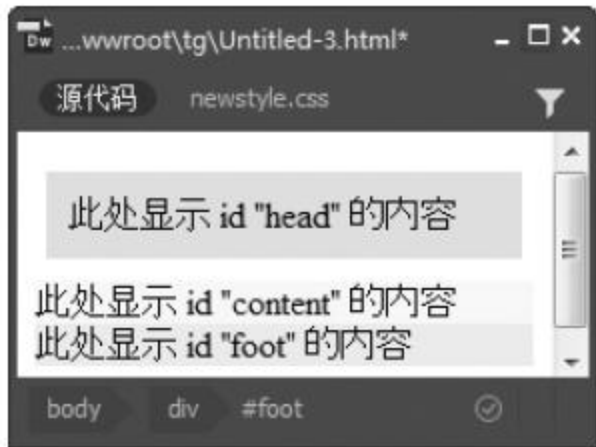 Dw ...wwroot\tg\Untitled-3.html*
源代码 newstyle.css
此处显示 id "head" 的内容
此处显示 id "content" 的内容
此处显示 id "foot" 的内容
body div #foot